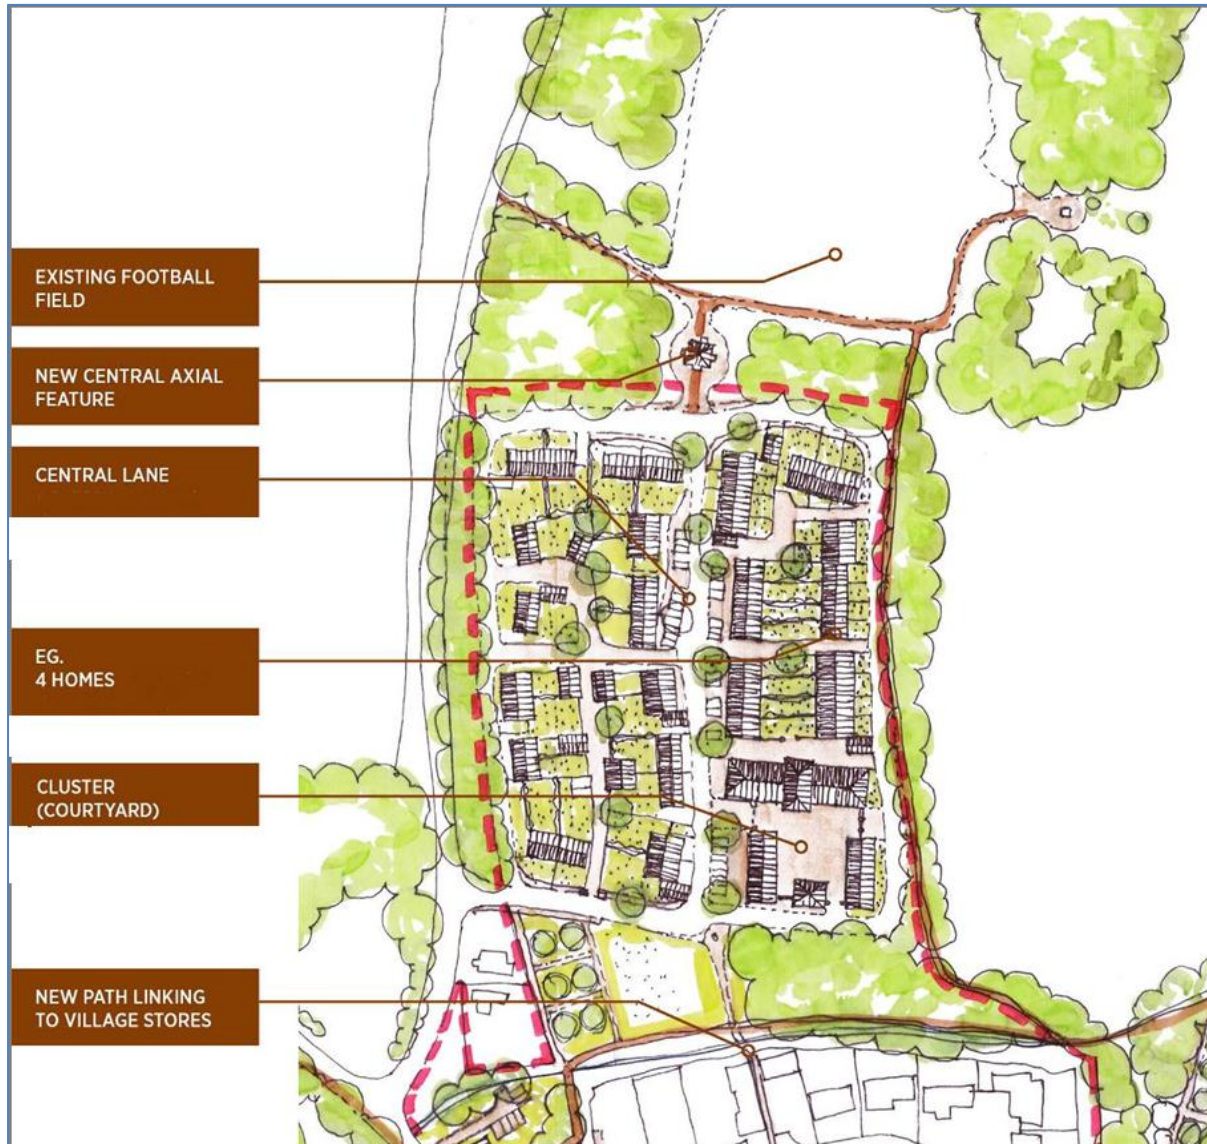 EXISTING FOOTBALL
FIELD
NEW CENTRAL AXIAL
FEATURE
CENTRAL LANE
EG.
4 HOMES
CLUSTER
(COURTYARD)
NEW PATH LINKING
TO VILLAGE STORES